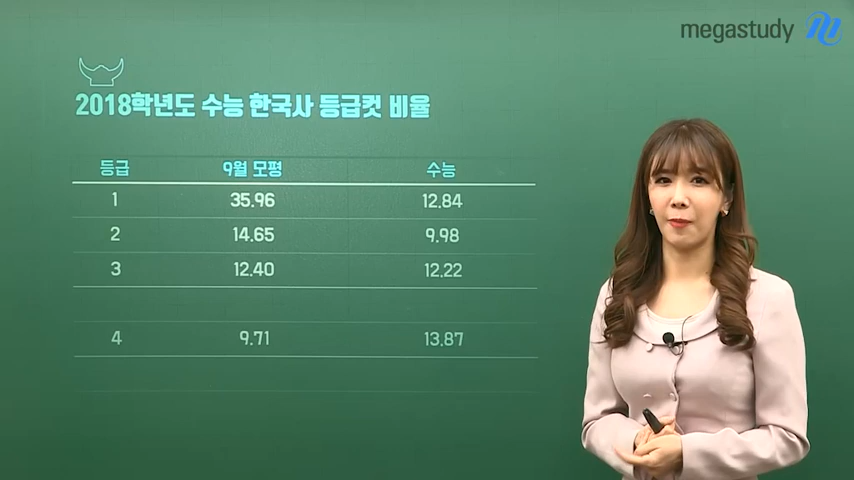 megastudy
2018학년도 수능 한국사 등급컷 비율
등급 9월 모평 수능
1 35.96 12.84
2 14.65 9.98
3 12.40 12.22
4 9.71 13.87